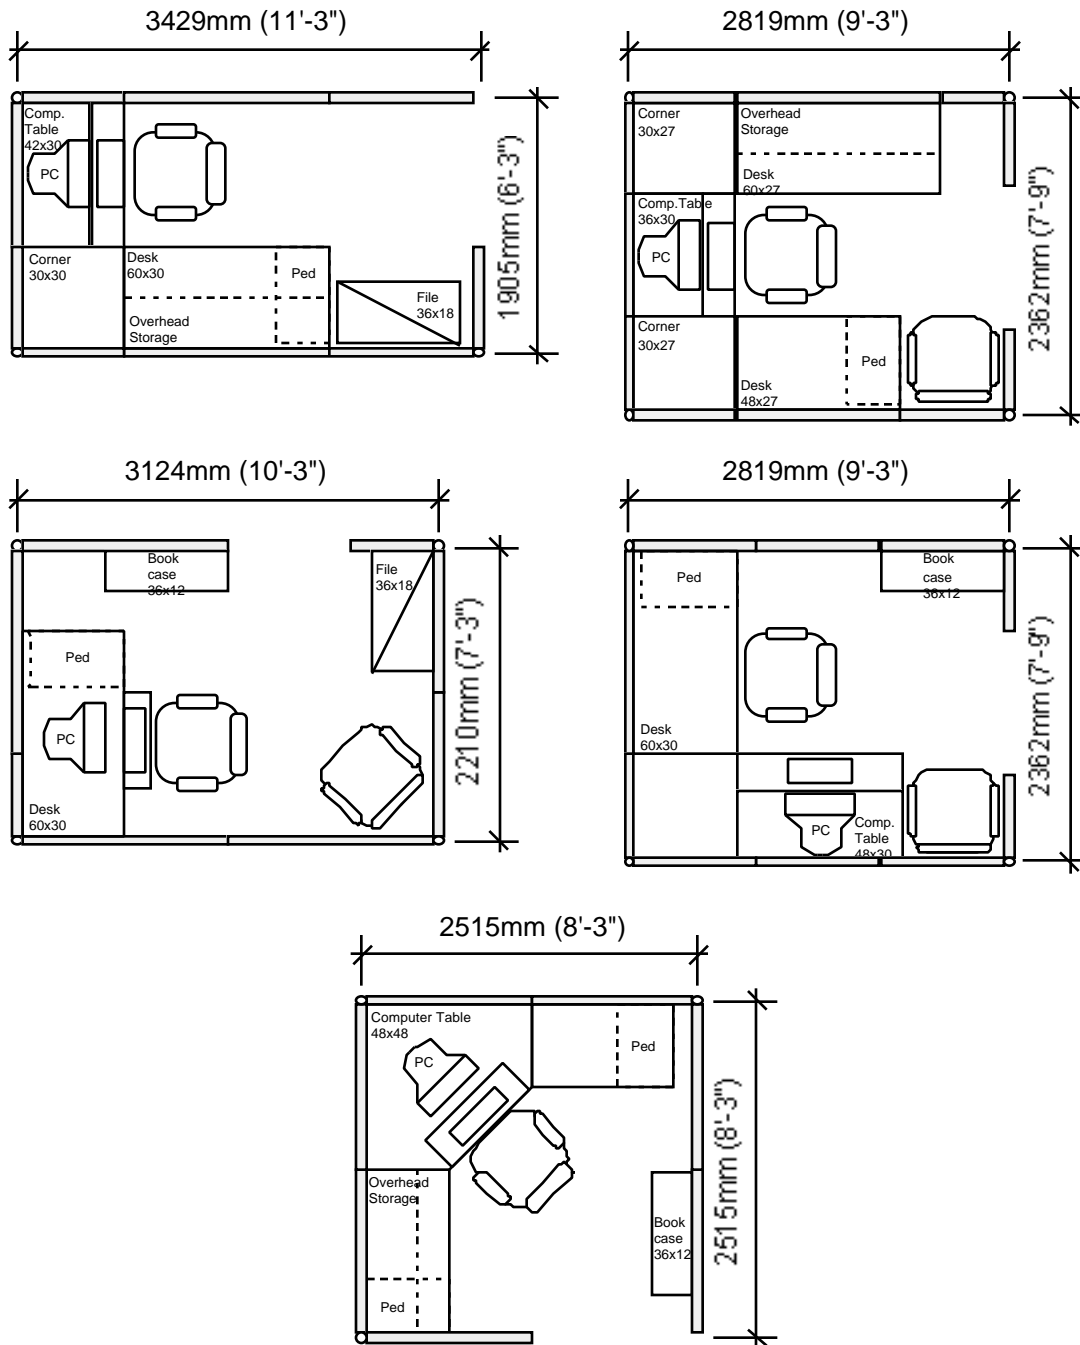 3429mm (11'-3")
Comp.
Table
42x30
PC
Corner
30x30
Desk
60x30
Overhead
Storage
Ped
File
36x18
1905mm (6'-3")
2819mm (9'-3")
Corner
30x27
Overhead
Storage
Desk
60x27
Comp.Table
36x30
PC
Corner
30x27
Desk
48x27
Ped
2362mm (7'-9")
3124mm (10'-3")
Book
case
36x12
File
36x18
Ped
PC
Desk
60x30
2210mm (7'-3")
2819mm (9'-3")
Ped
Book
case
36x12
Desk
60x30
PC
Comp.
Table
48x30
2362mm (7'-9")
2515mm (8'-3")
Computer Table
48x48
PC
Ped
Overhead
Storage
Ped
Book
case
36x12
2515mm (8'-3")